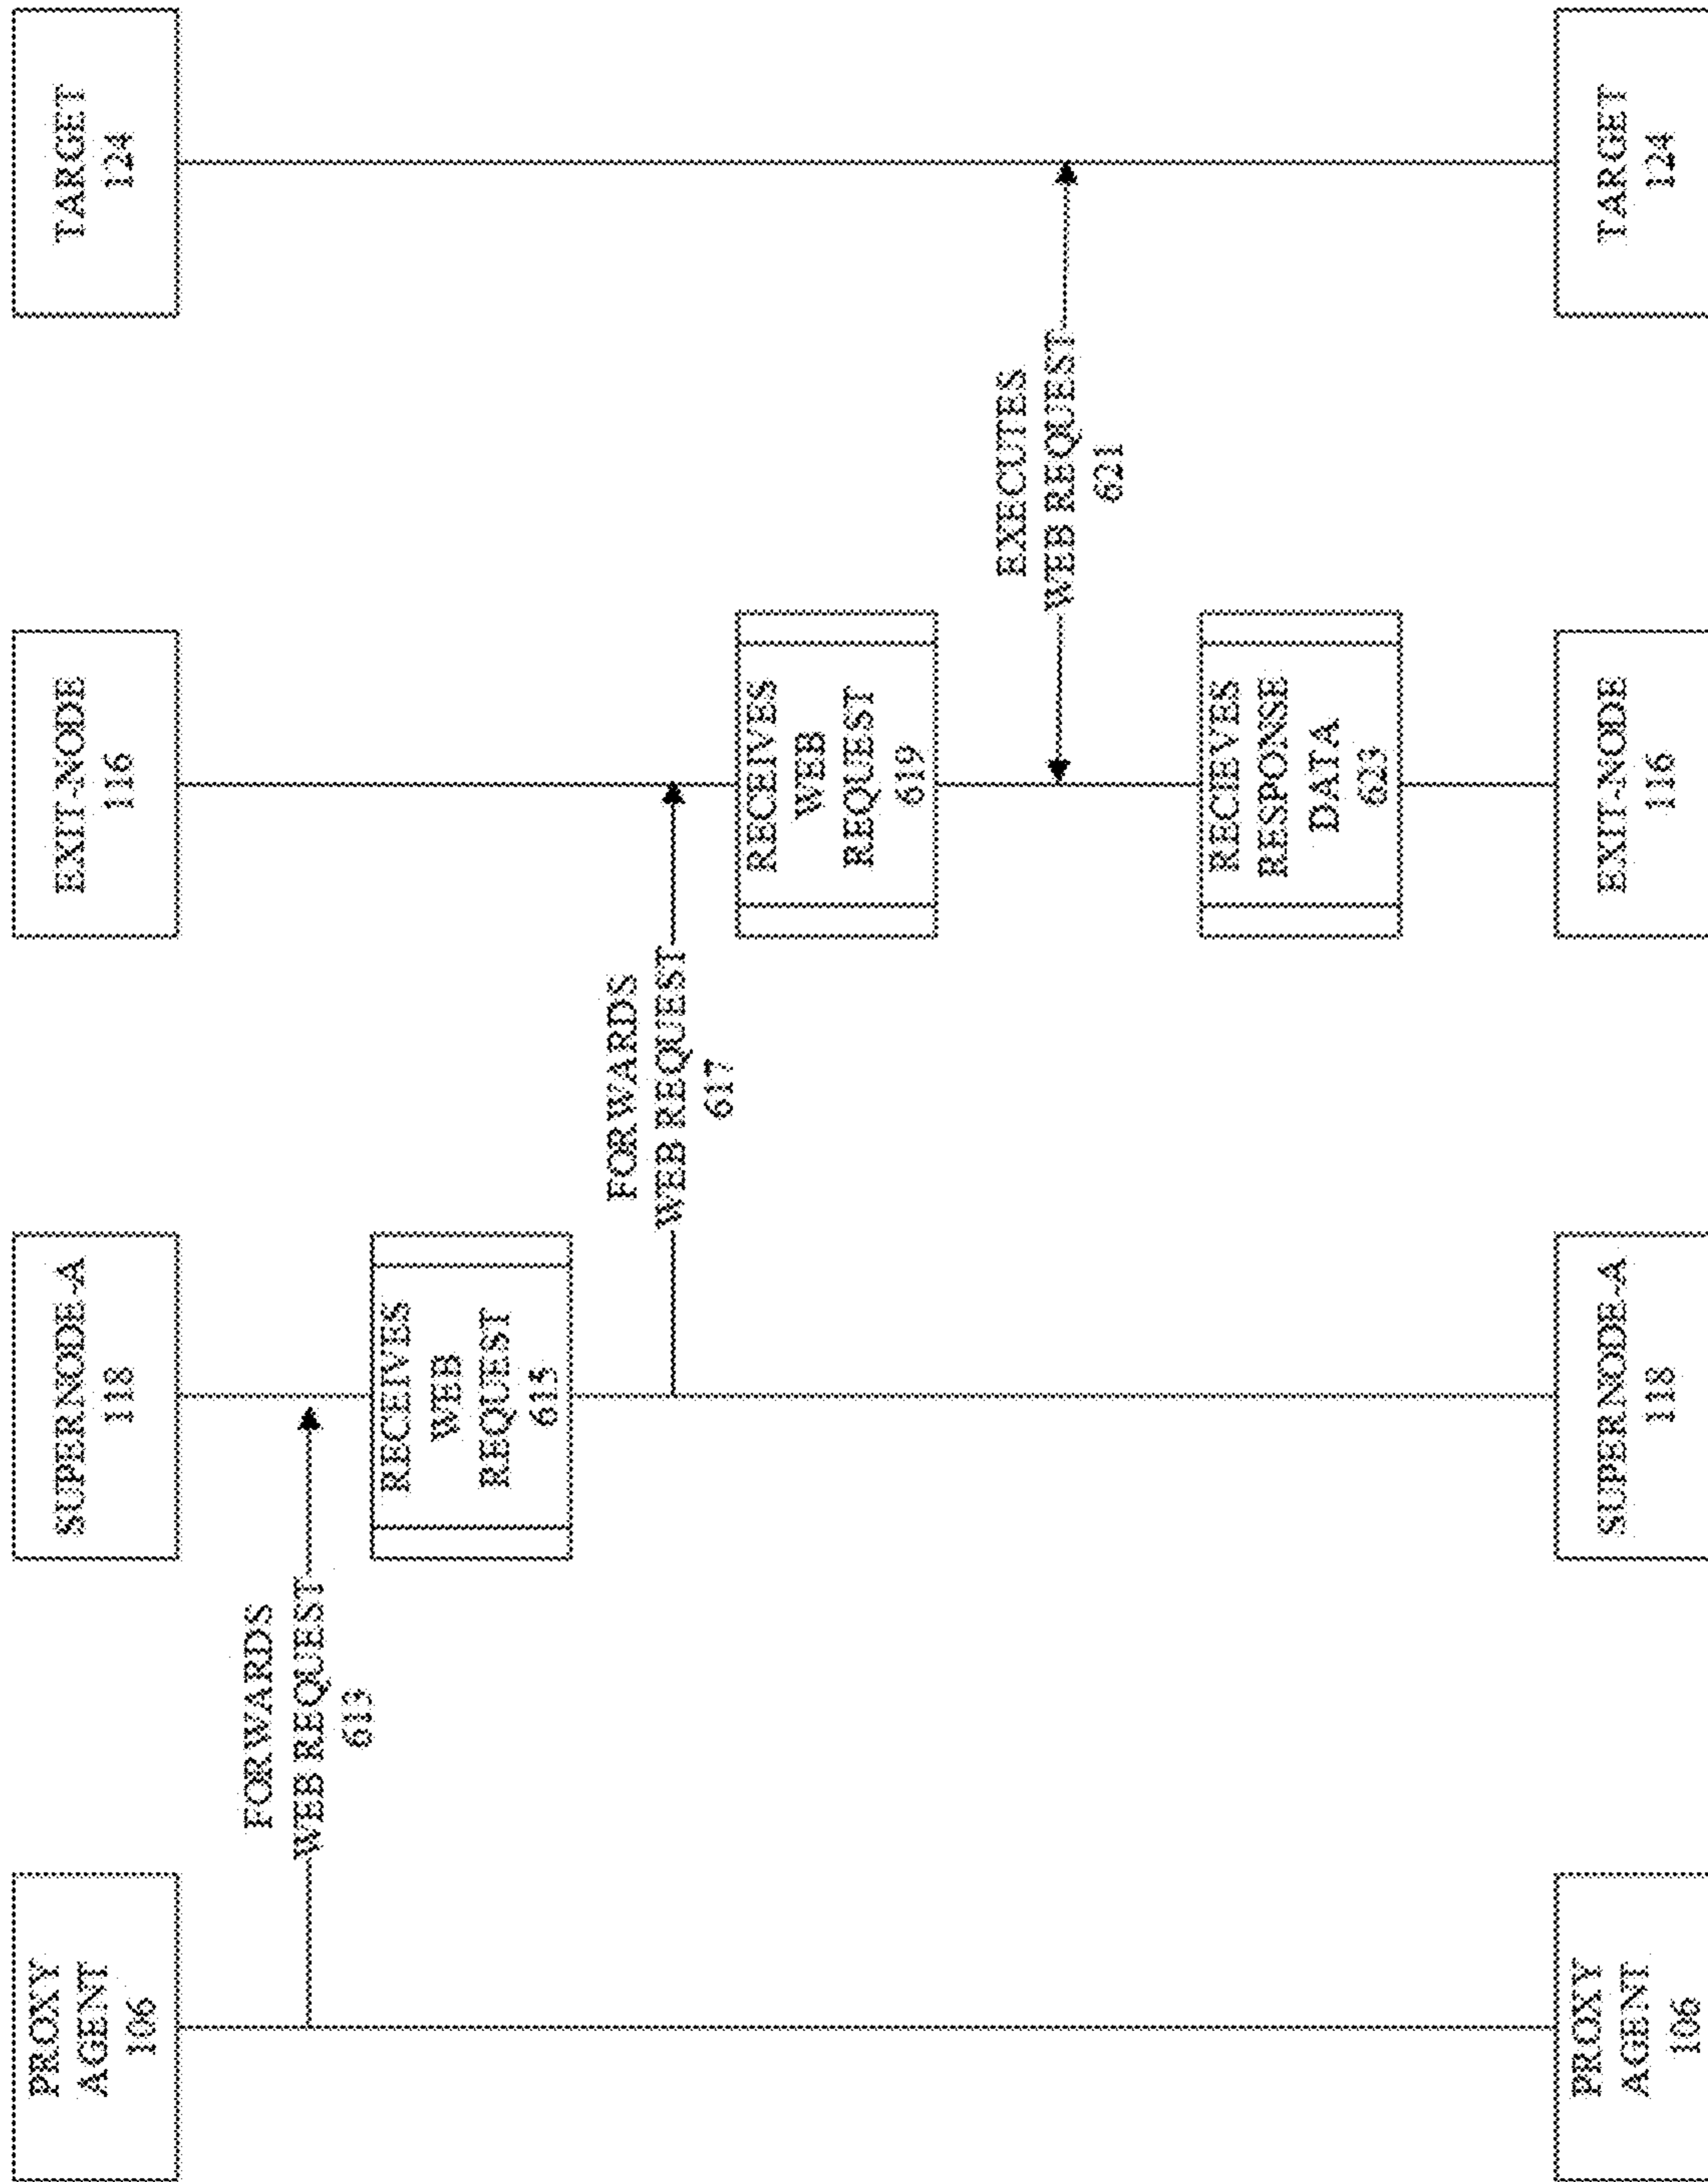 PROXY
AGENT
106
SUPERNODE-A
118
EXIT-NODE
116
TARGET
124
FORWARDS
WEB REQUEST
613
RECEIVES
WEB
REQUEST
615
FORWARDS
WEB REQUEST
617
RECEIVES
WEB
REQUEST
619
EXECUTES
WEB REQUEST
621
RECEIVES
RESPONSE
DATA
623
PROXY
AGENT
106
SUPERNODE-A
118
EXIT-NODE
116
TARGET
124